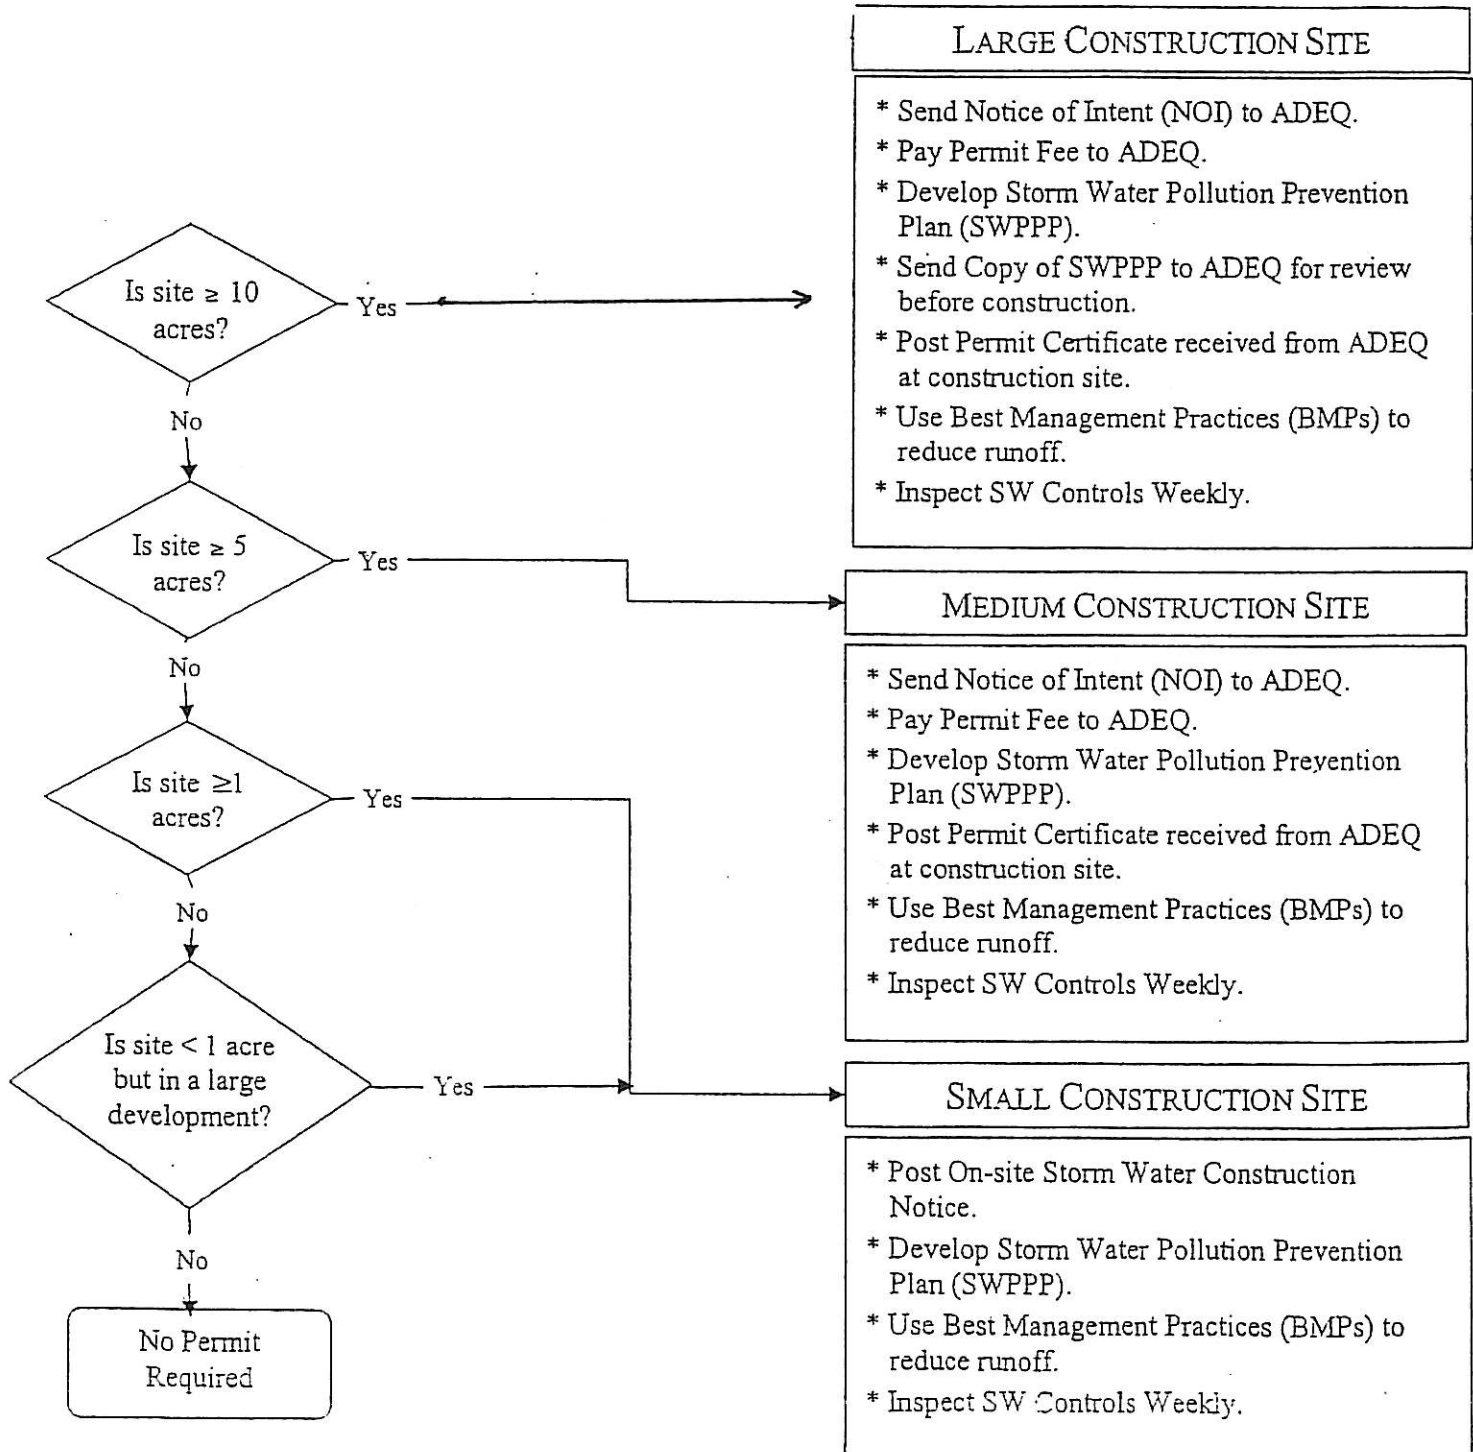 LARGE CONSTRUCTION SITE
* Send Notice of Intent (NOI) to ADEQ.
* Pay Permit Fee to ADEQ.
* Develop Storm Water Pollution Prevention
Plan (SWPPP).
* Send Copy of SWPPP to ADEQ for review
before construction.
* Post Permit Certificate received from ADEQ
at construction site.
* Use Best Management Practices (BMPs) to
reduce runoff.
* Inspect SW Controls Weekly.
Is site ≥ 10
acres?
Yes
No
Is site ≥ 5
acres?
Yes
No
MEDIUM CONSTRUCTION SITE
* Send Notice of Intent (NOI) to ADEQ.
* Pay Permit Fee to ADEQ.
* Develop Storm Water Pollution Prevention
Plan (SWPPP).
* Post Permit Certificate received from ADEQ
at construction site.
* Use Best Management Practices (BMPs) to
reduce runoff.
* Inspect SW Controls Weekly.
Is site ≥1
acres?
Yes
No
Is site < 1 acre
but in a large
development?
Yes
No
No Permit
Required
SMALL CONSTRUCTION SITE
* Post On-site Storm Water Construction
Notice.
* Develop Storm Water Pollution Prevention
Plan (SWPPP).
* Use Best Management Practices (BMPs) to
reduce runoff.
* Inspect SW Controls Weekly.